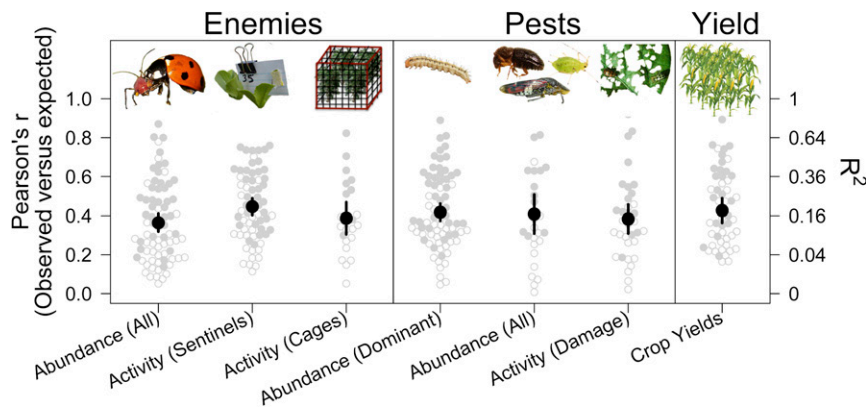 Enemies Pests Yield
Pearson's r
(Observed versus expected)
1.0
0.8
0.6
0.4
0.2
0.0
1
0.64
0.36
0.16
0.04
0
R²
Abundance (All)
Activity (Sentinels)
Activity (Cages)
Abundance (Dominant)
Abundance (All)
Activity (Damage)
Crop Yields